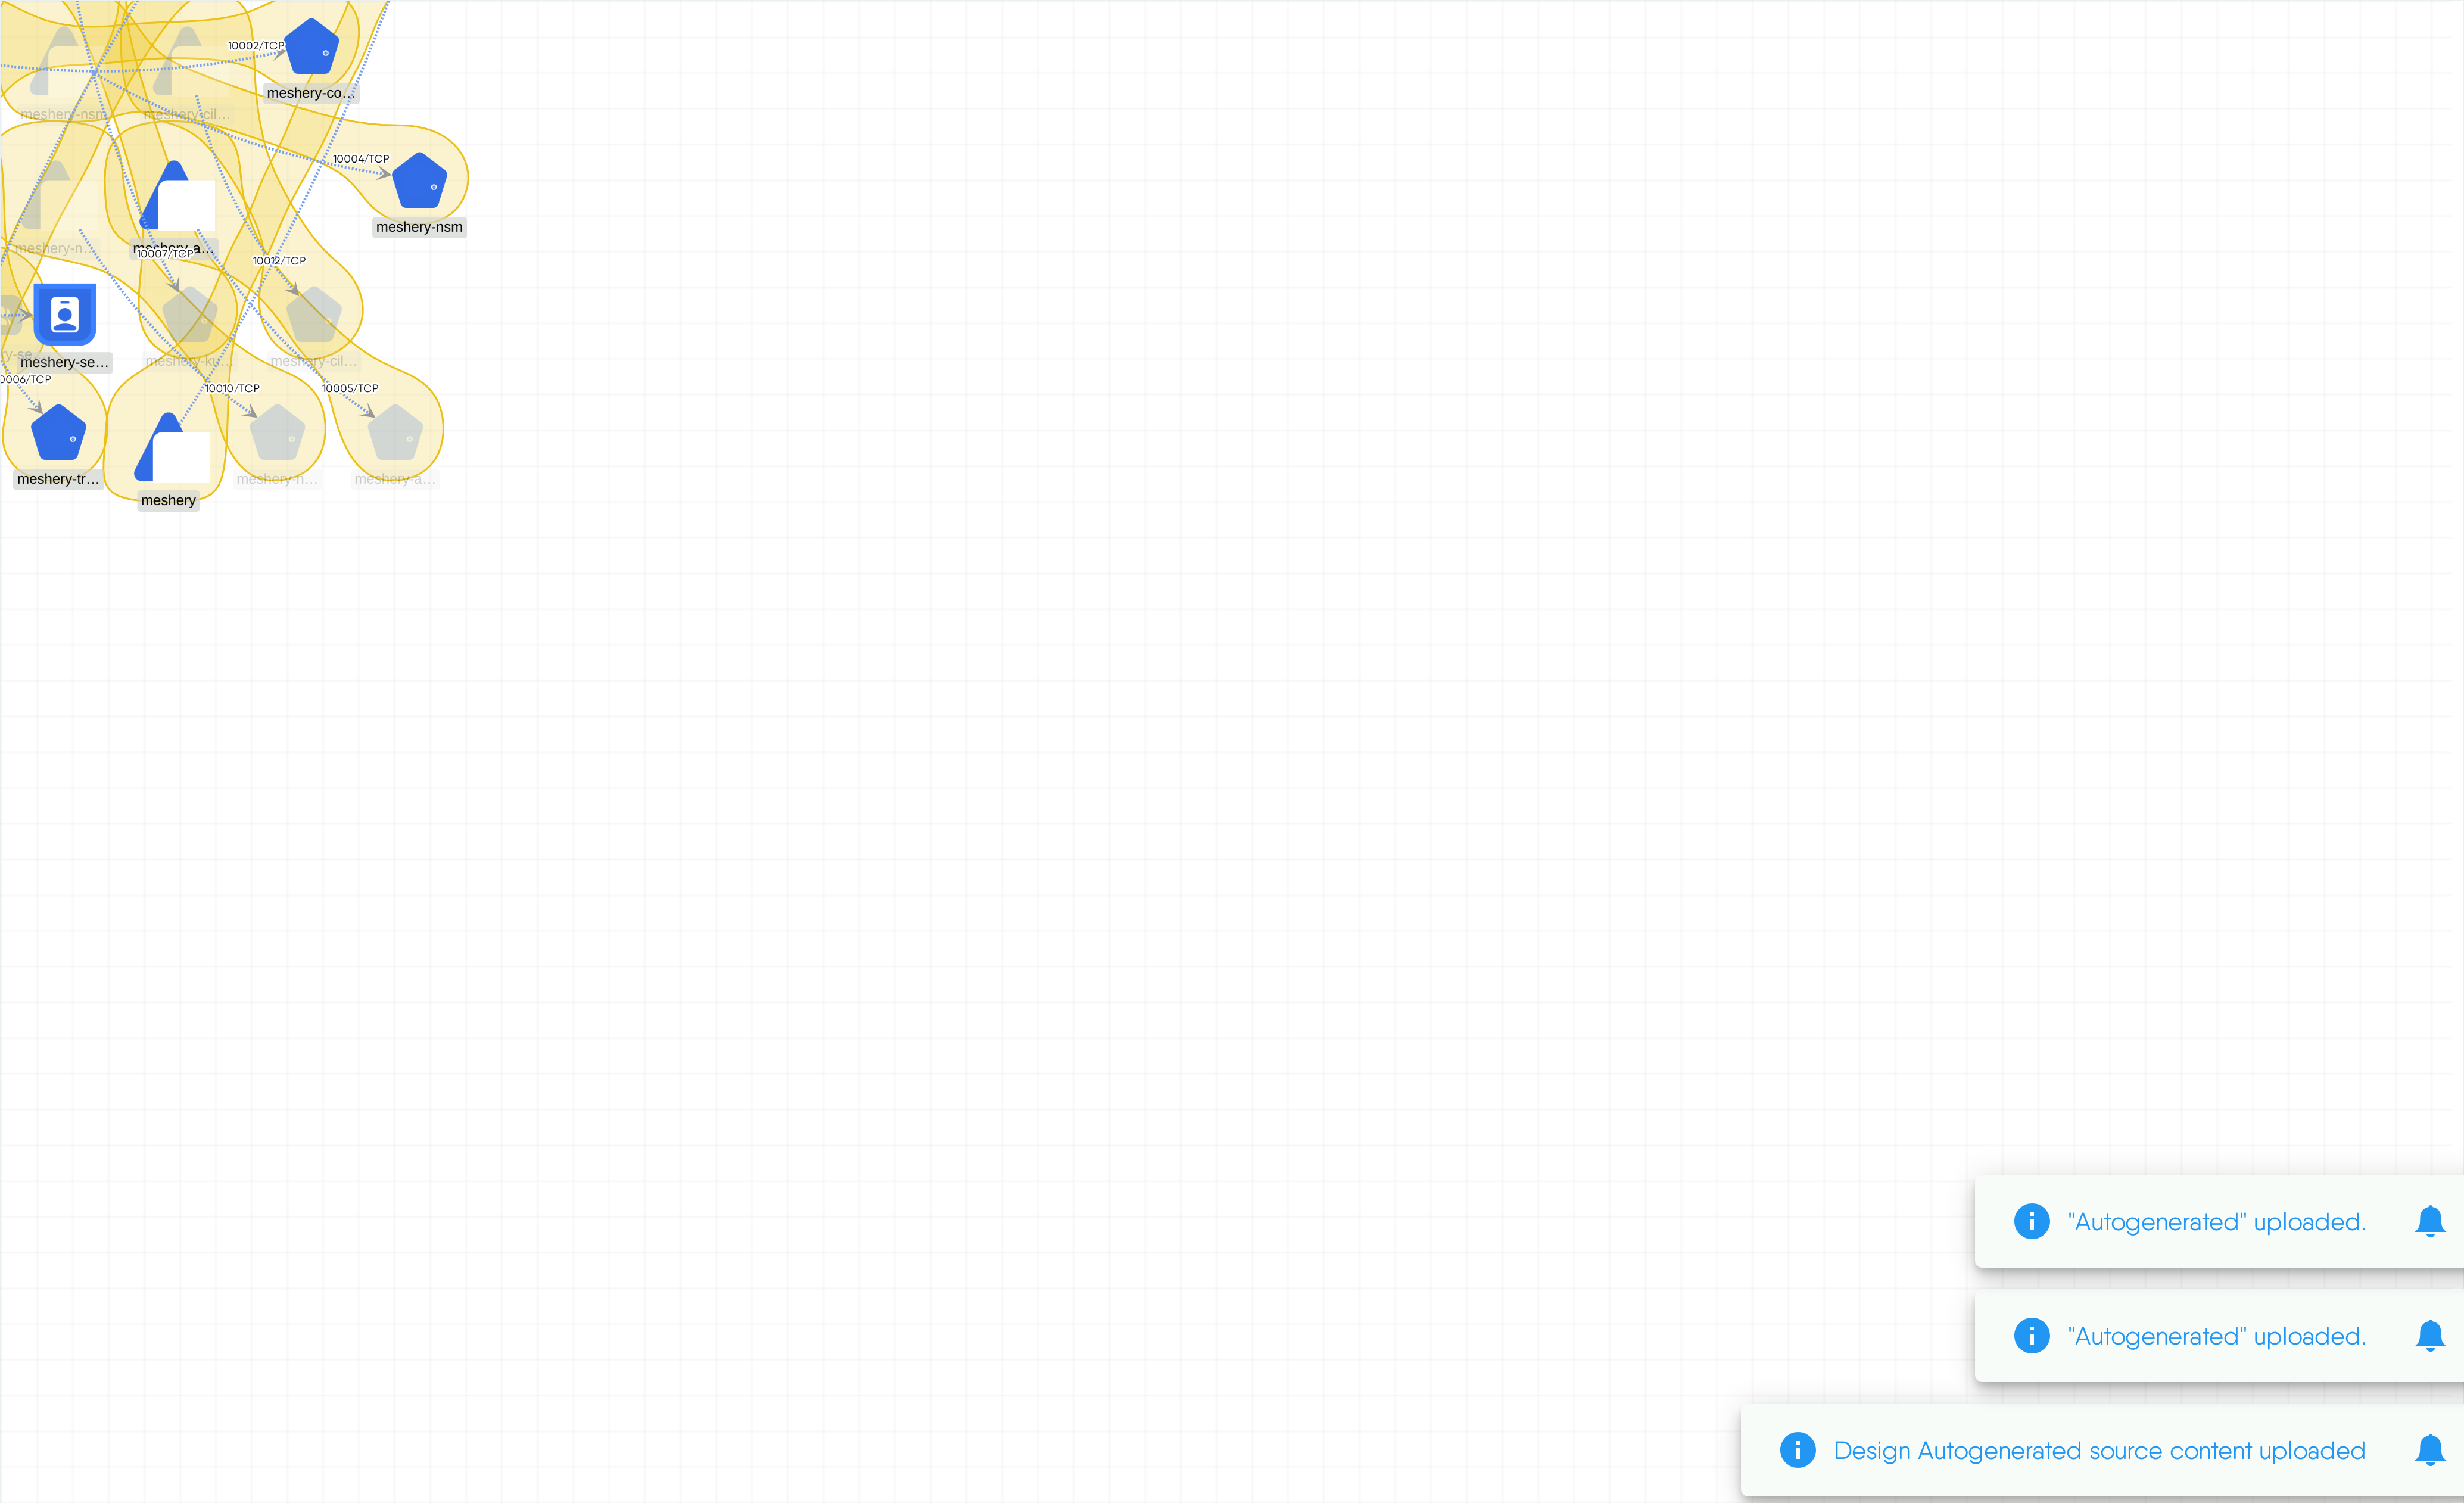 10002/TCP
meshery-co…
meshery-nsm
meshery-cil…
10004/TCP
meshery-nsm
meshery-n…
meshery-a…
10007/TCP
10012/TCP
meshery-se…
meshery-ku…
meshery-cil…
0006/TCP
10010/TCP
10005/TCP
meshery-tr…
meshery-n…
meshery-a…
meshery
"Autogenerated" uploaded.
"Autogenerated" uploaded.
Design Autogenerated source content uploaded